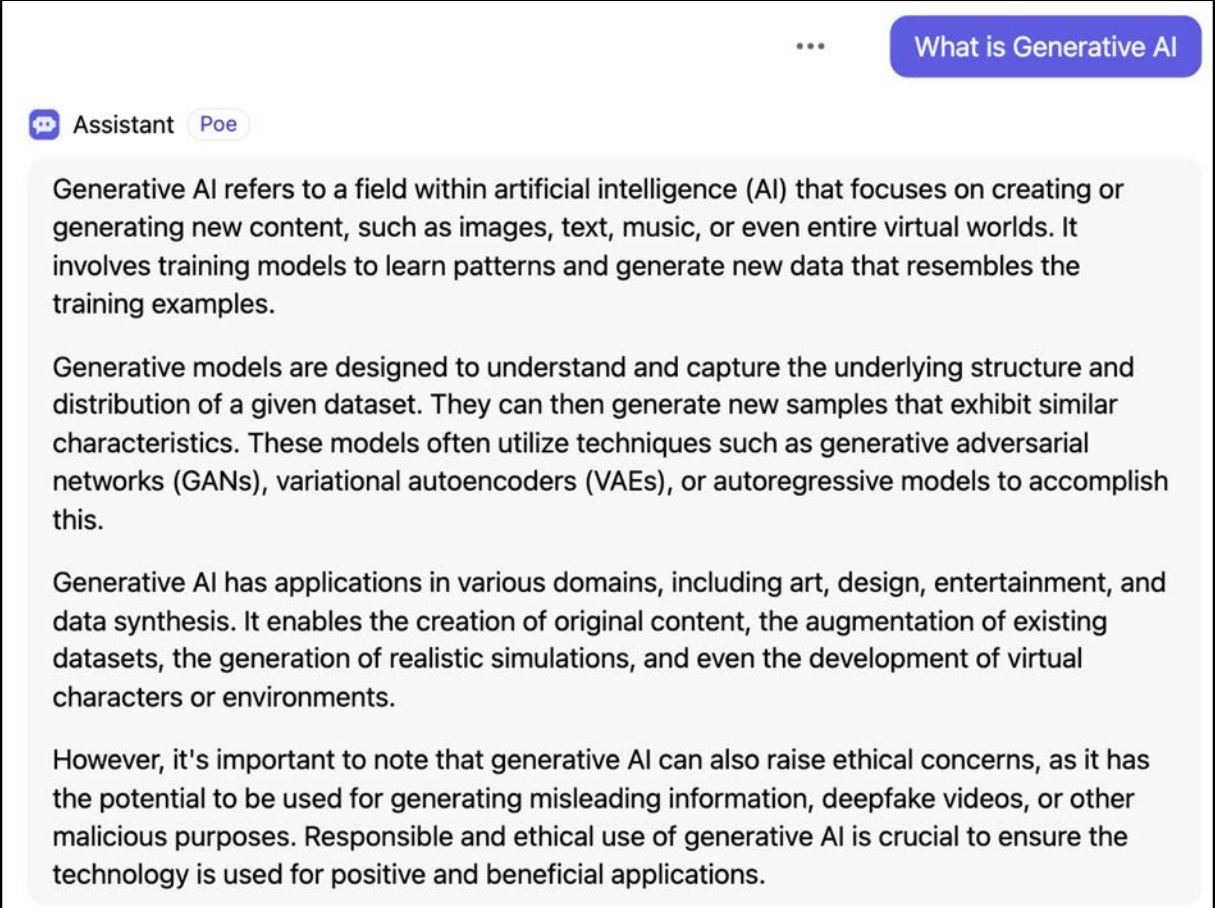 What is Generative AI
Assistant Poe
Generative AI refers to a field within artificial intelligence (AI) that focuses on creating or
generating new content, such as images, text, music, or even entire virtual worlds. It
involves training models to learn patterns and generate new data that resembles the
training examples.
Generative models are designed to understand and capture the underlying structure and
distribution of a given dataset. They can then generate new samples that exhibit similar
characteristics. These models often utilize techniques such as generative adversarial
networks (GANs), variational autoencoders (VAEs), or autoregressive models to accomplish
this.
Generative AI has applications in various domains, including art, design, entertainment, and
data synthesis. It enables the creation of original content, the augmentation of existing
datasets, the generation of realistic simulations, and even the development of virtual
characters or environments.
However, it's important to note that generative AI can also raise ethical concerns, as it has
the potential to be used for generating misleading information, deepfake videos, or other
malicious purposes. Responsible and ethical use of generative AI is crucial to ensure the
technology is used for positive and beneficial applications.